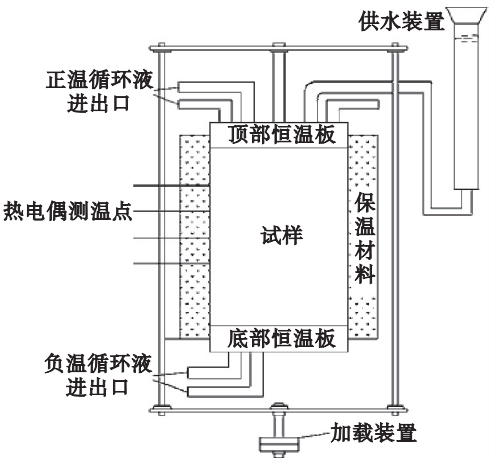 供水装置
正温循环液
进出口
顶部恒温板
热电偶测温点
试样
保温材料
底部恒温板
负温循环液
进出口
加载装置